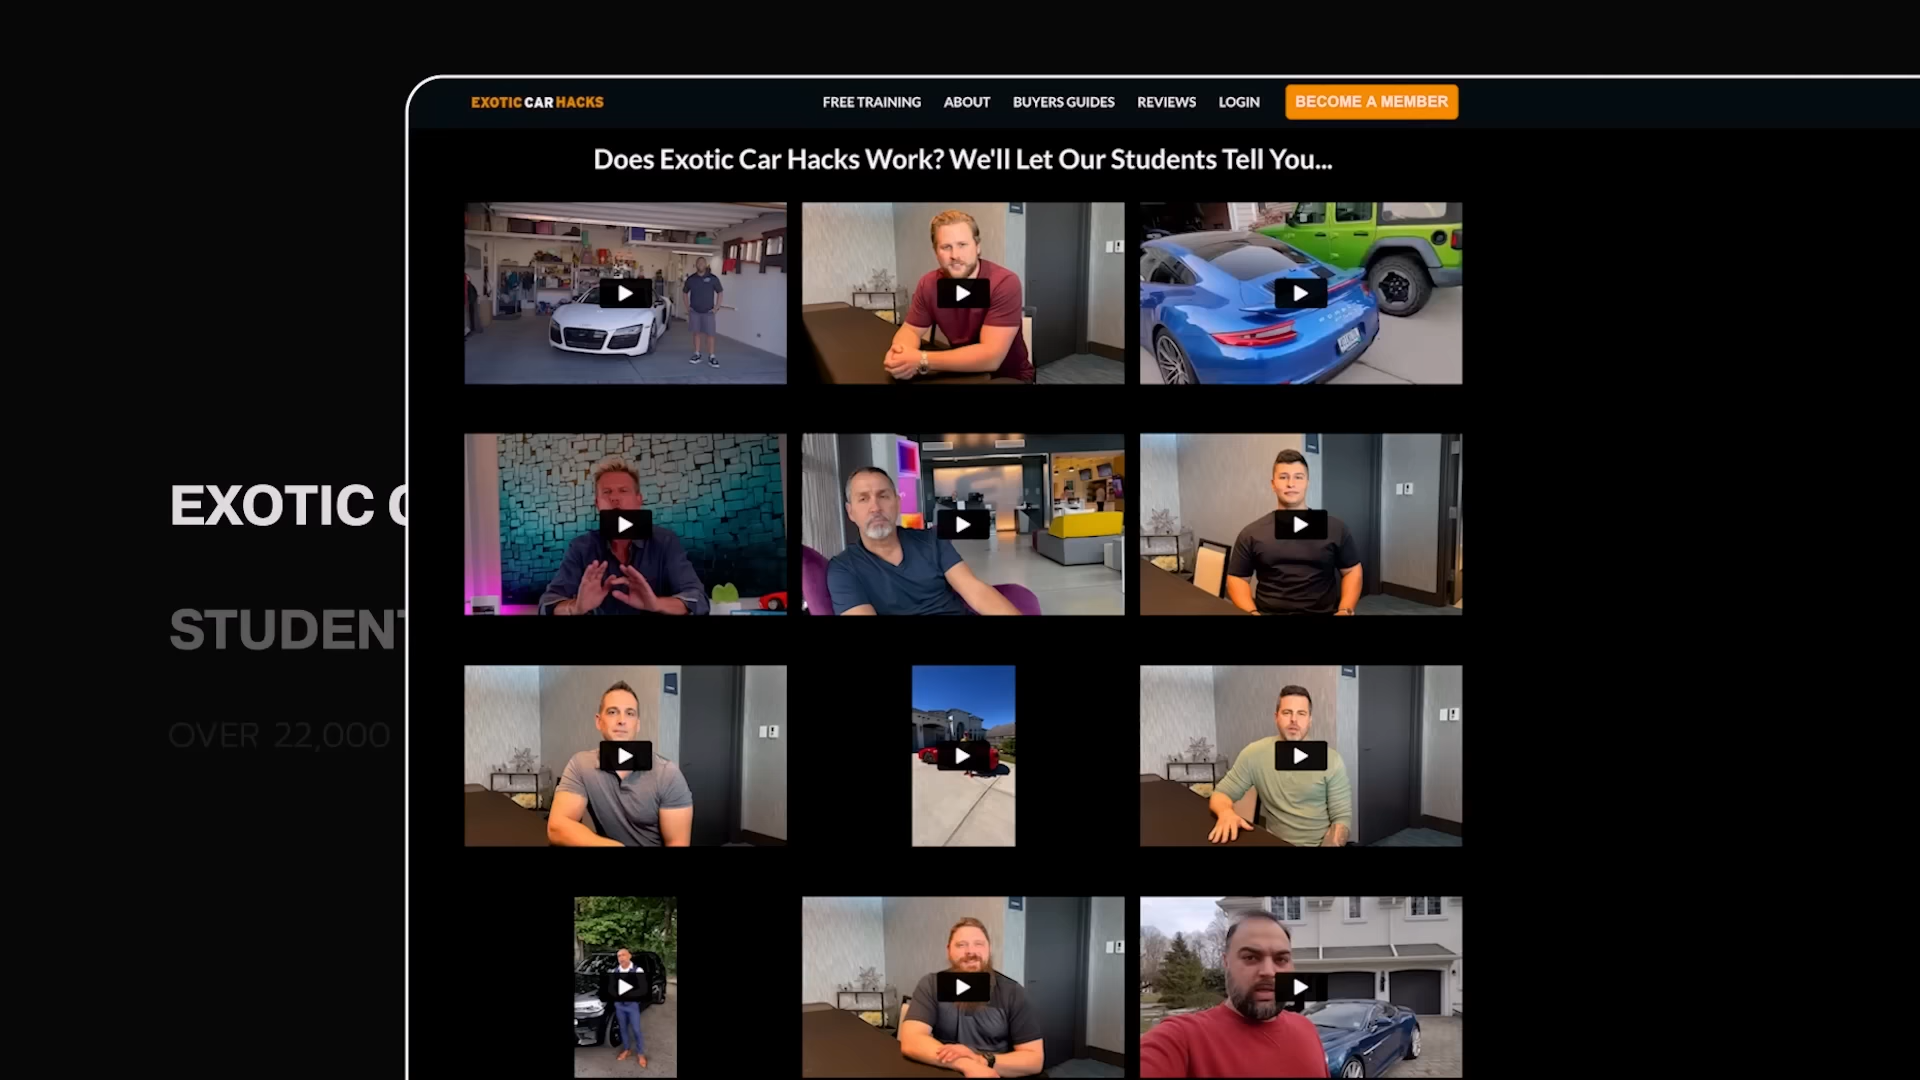 EXOTIC CAR HACKS
FREE TRAINING
ABOUT
BUYERS GUIDES
REVIEWS
LOGIN
BECOME A MEMBER
Does Exotic Car Hacks Work? We'll Let Our Students Tell You...
EXOTIC
STUDENT
OVER 22,000